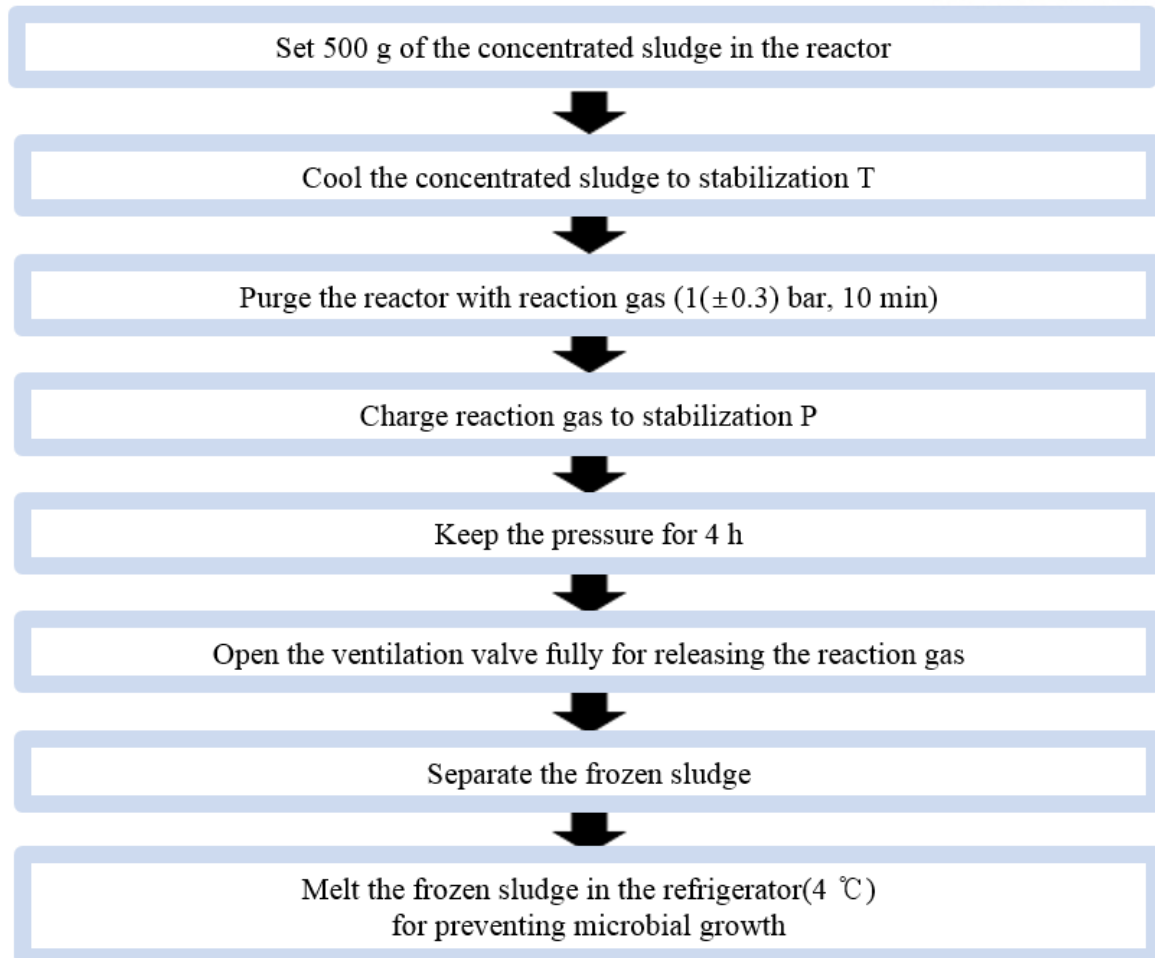 Set 500 g of the concentrated sludge in the reactor
Cool the concentrated sludge to stabilization T
Purge the reactor with reaction gas (1(±0.3) bar, 10 min)
Charge reaction gas to stabilization P
Keep the pressure for 4 h
Open the ventilation valve fully for releasing the reaction gas
Separate the frozen sludge
Melt the frozen sludge in the refrigerator(4 ℃)
for preventing microbial growth